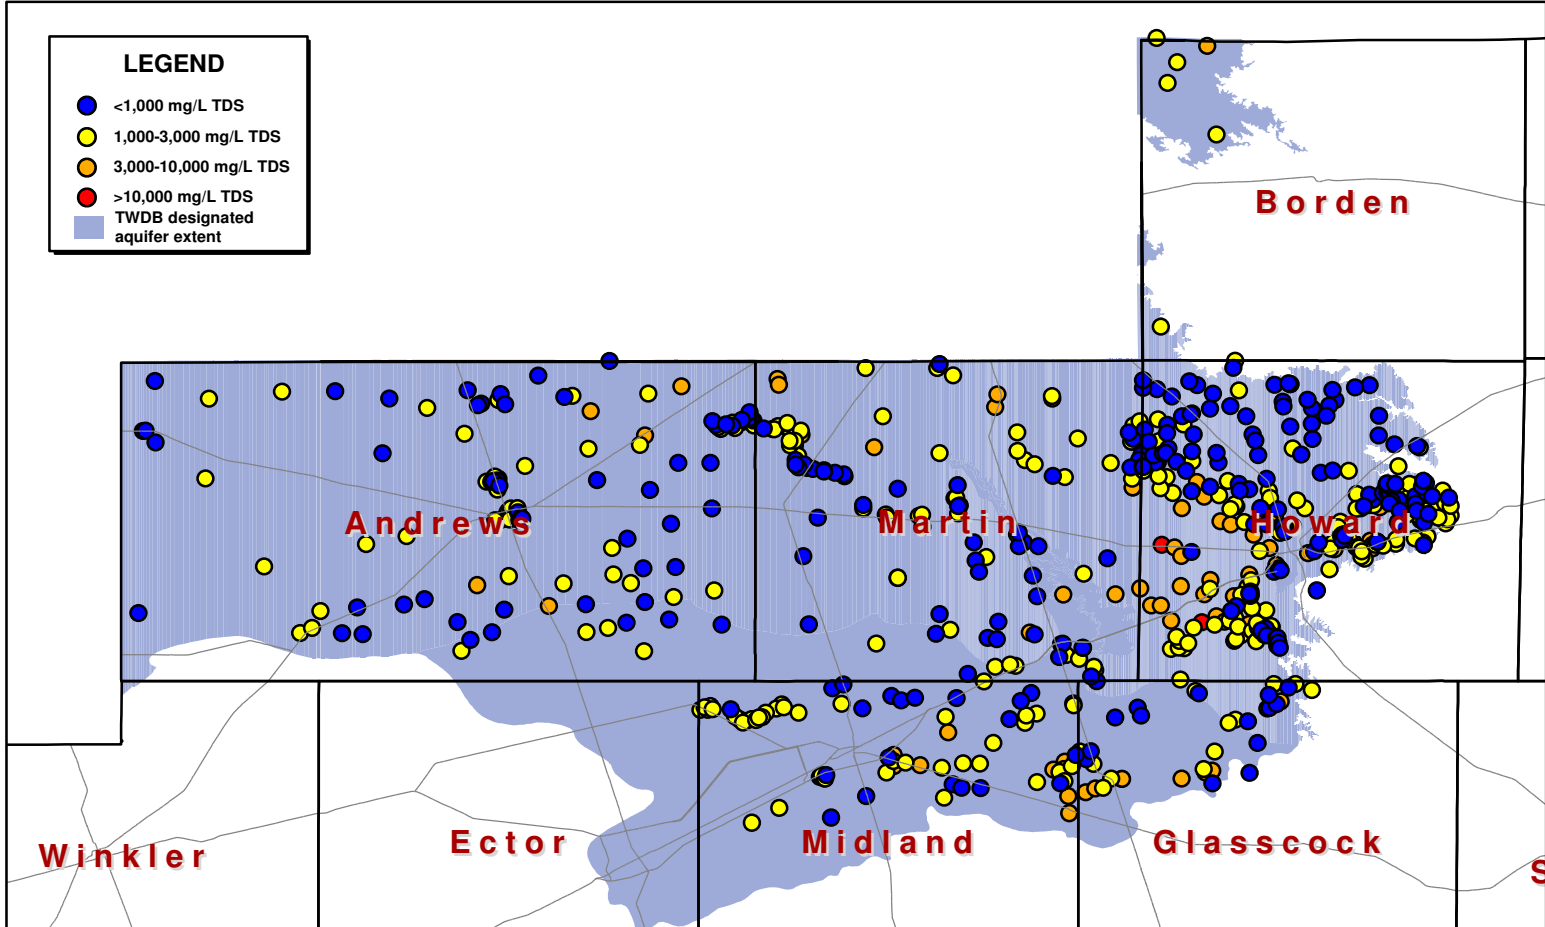 LEGEND
<1,000 mg/L TDS
1,000-3,000 mg/L TDS
3,000-10,000 mg/L TDS
>10,000 mg/L TDS
TWDB designated
aquifer extent
Borden
Andrews
Martin
Howard
Winkler
Ector
Midland
Glasscock
S